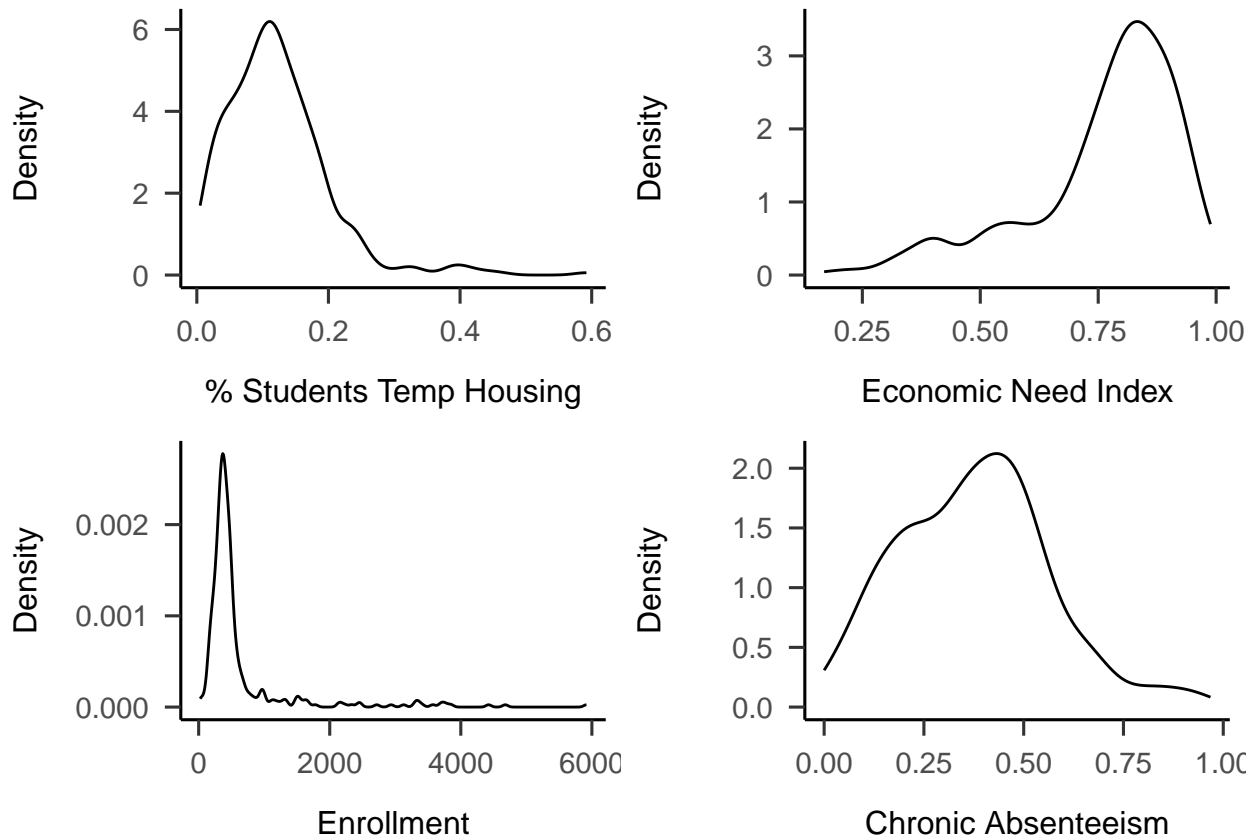 Density
6
4
2
0
0.0 0.2 0.4 0.6
% Students Temp Housing
Density
3
2
1
0
0.25 0.50 0.75 1.00
Economic Need Index
Density
0.002
0.001
0.000
0 2000 4000 6000
Enrollment
Density
2.0
1.5
1.0
0.5
0.0
0.00 0.25 0.50 0.75 1.00
Chronic Absenteeism